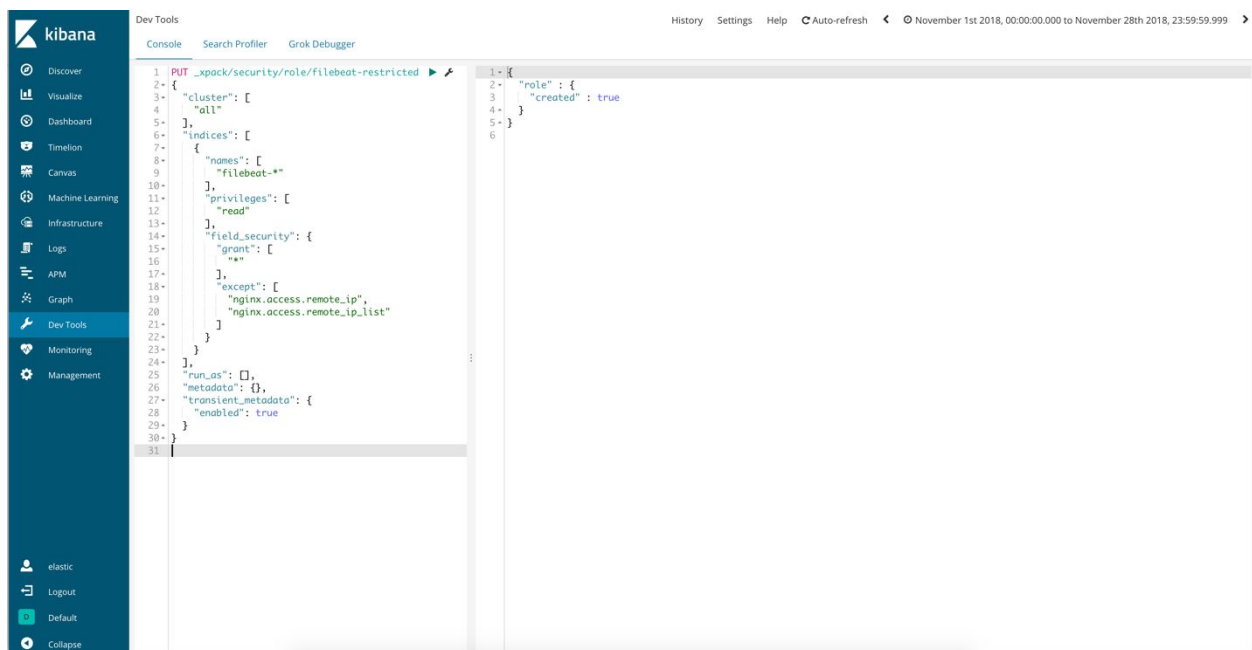 kibana
Discover
Visualize
Dashboard
Timelion
Canvas
Machine Learning
Infrastructure
Logs
APM
Graph
Dev Tools
Monitoring
Management
elastic
Logout
D Default
Collapse
Dev Tools
History Settings Help Auto-refresh November 1st 2018, 00:00:00.000 to November 28th 2018, 23:59:59.999
Console Search Profiler Grok Debugger
1 PUT _xpack/security/role/filebeat-restricted
2 {
3 "cluster": [
4 "all"
5 ],
6 "indices": [
7 {
8 "names": [
9 "filebeat-*"
10 ],
11 "privileges": [
12 "read"
13 ],
14 "field_security": {
15 "grant": [
16 "*"
17 ],
18 "except": [
19 "nginx.access.remote_ip",
20 "nginx.access.remote_ip_list"
21 ]
22 }
23 }
24 ],
25 "run_as": [],
26 "metadata": {},
27 "transient_metadata": {
28 "enabled": true
29 }
30 }
31
1 {
2 "role" : {
3 "created" : true
4 }
5 }
6